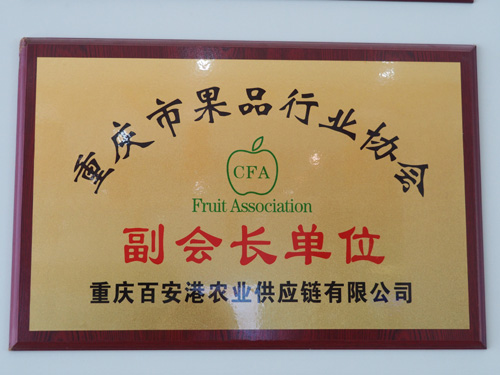 重庆市果品行业协会
CFA
Fruit Association
副会长单位
重庆百安港农业供应链有限公司